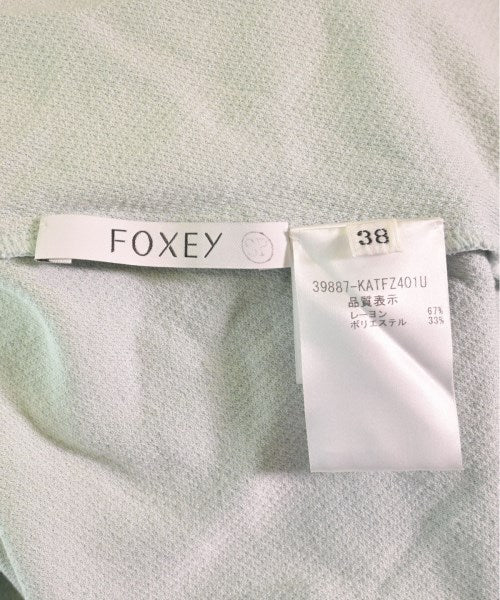 FOXEY
38
39887-KATFZ401U
品質表示
レーヨン 67%
ポリエステル 33%